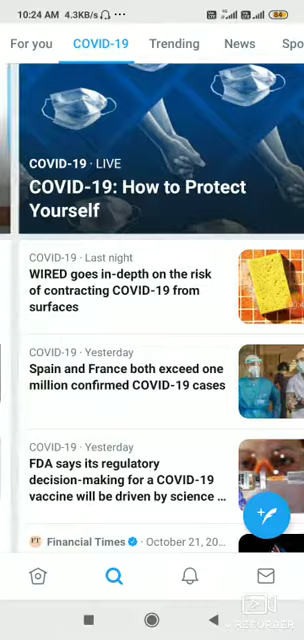 10:24 AM 4.3KB/s ...
84
For you COVID-19 Trending News Spo
COVID-19 · LIVE
COVID-19: How to Protect
Yourself
COVID-19 · Last night
WIRED goes in-depth on the risk
of contracting COVID-19 from
surfaces
COVID-19 · Yesterday
Spain and France both exceed one
million confirmed COVID-19 cases
COVID-19 · Yesterday
FDA says its regulatory
decision-making for a COVID-19
vaccine will be driven by science ...
FT Financial Times · October 21, 20...
RECORDER